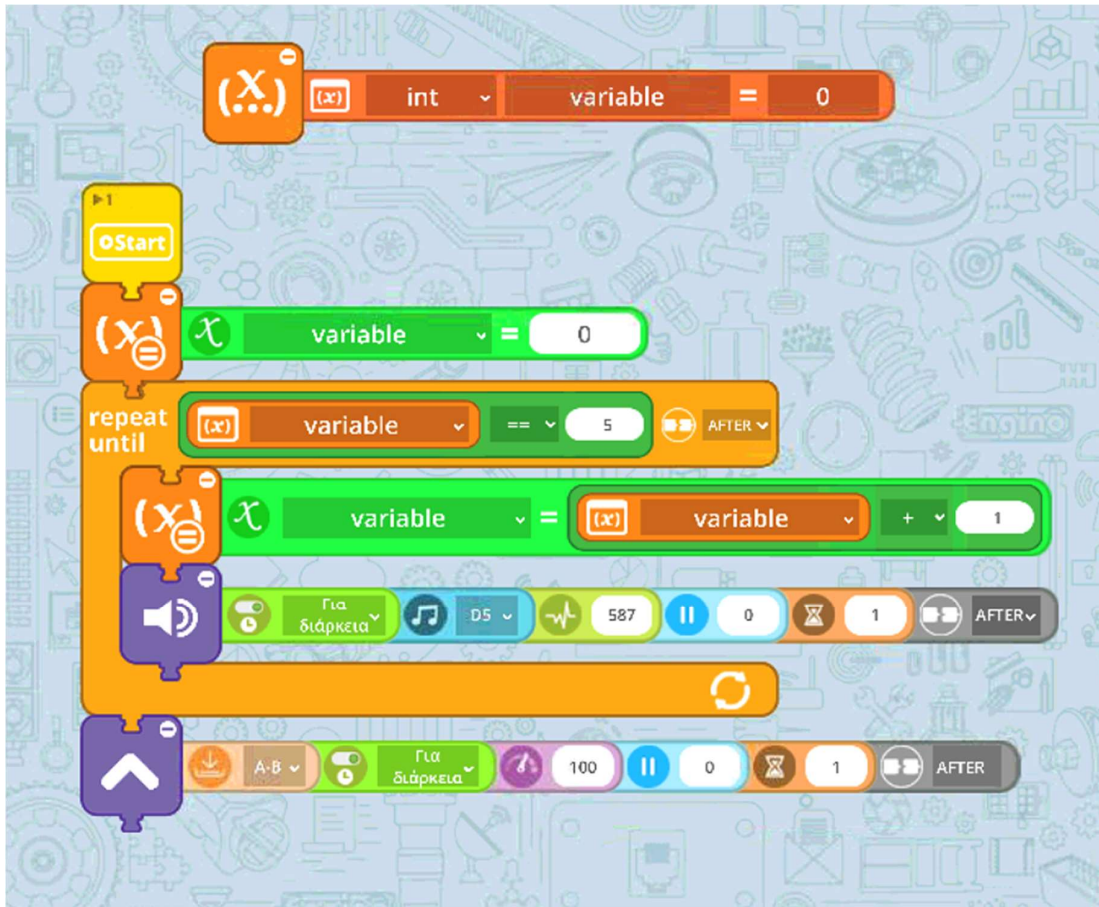 (x) (x) int variable = 0
1
Start
(x) x variable = 0
repeat until (x) variable == 5 AFTER
(x) x variable = (x) variable + 1
Για διάρκεια D5 587 0 1 AFTER
A-B Για διάρκεια 100 0 1 AFTER
Engino